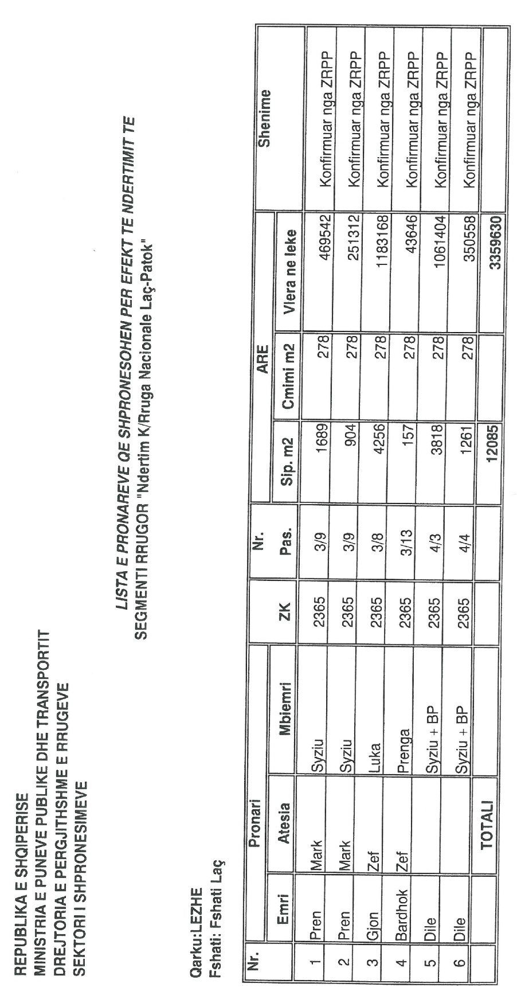 REPUBLIKA E SHQIPERISE
MINISTRIA E PUNEVE PUBLIKE DHE TRANSPORTIT
DREJTORIA E PERGJITHSHME E RRUGEVE
SEKTORI I SHPRONESIMEVE
LISTA E PRONAREVE QE SHPRONESOHEN PER EFEKT TE NDERTIMIT TE
SEGMENTI RRUGOR "Ndertim K/Rruga Nacionale Laç-Patok"
Qarku:LEZHE
Fshati: Fshati Laç
Nr. Pronari ZK Nr. Pas. ARE Shenime
Emri Atesia Mbiemri Sip. m2 Cmimi m2 Vlera ne leke
1 Pren Mark Syziu 2365 3/9 1689 278 469542 Konfirmuar nga ZRPP
2 Pren Mark Syziu 2365 3/9 904 278 251312 Konfirmuar nga ZRPP
3 Gjon Zef Luka 2365 3/8 4256 278 1183168 Konfirmuar nga ZRPP
4 Bardhok Zef Prenga 2365 3/13 157 278 43646 Konfirmuar nga ZRPP
5 Dile Syziu + BP 2365 4/3 3818 278 1061404 Konfirmuar nga ZRPP
6 Dile Syziu + BP 2365 4/4 1261 278 350558 Konfirmuar nga ZRPP
TOTALI 12085 3359630